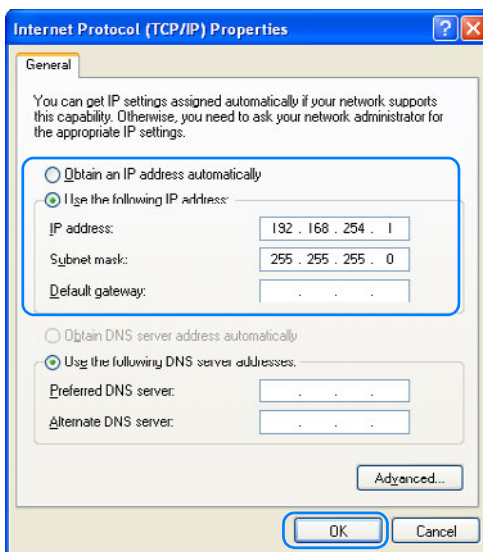 Internet Protocol (TCP/IP) Properties
General
You can get IP settings assigned automatically if your network supports
this capability. Otherwise, you need to ask your network administrator for
the appropriate IP settings.
Obtain an IP address automatically
Use the following IP address:
IP address: 192 . 168 . 254 . 1
Subnet mask: 255 . 255 . 255 . 0
Default gateway: . . .
Obtain DNS server address automatically
Use the following DNS server addresses:
Preferred DNS server: . . .
Alternate DNS server: . . .
Advanced...
OK Cancel